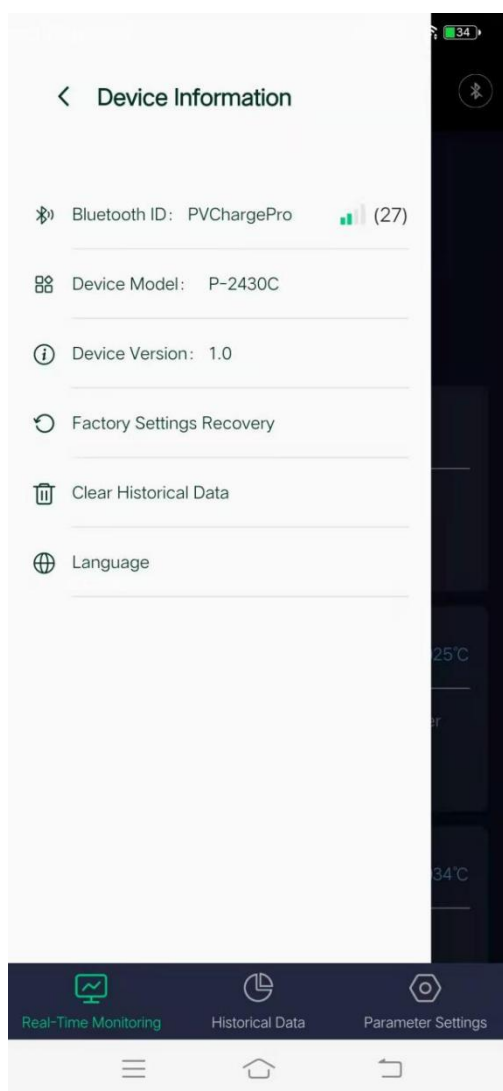 34
Device Information
Bluetooth ID: PVChargePro (27)
Device Model: P-2430C
Device Version: 1.0
Factory Settings Recovery
Clear Historical Data
Language
25℃
er
34℃
Real-Time Monitoring Historical Data Parameter Settings